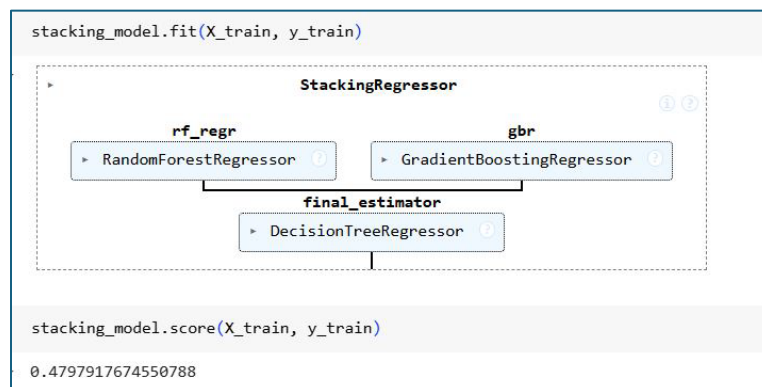 stacking_model.fit(X_train, y_train)
StackingRegressor
rf_regr gbr
RandomForestRegressor ? GradientBoostingRegressor ?
final_estimator
DecisionTreeRegressor ?
stacking_model.score(X_train, y_train)
0.4797917674550788